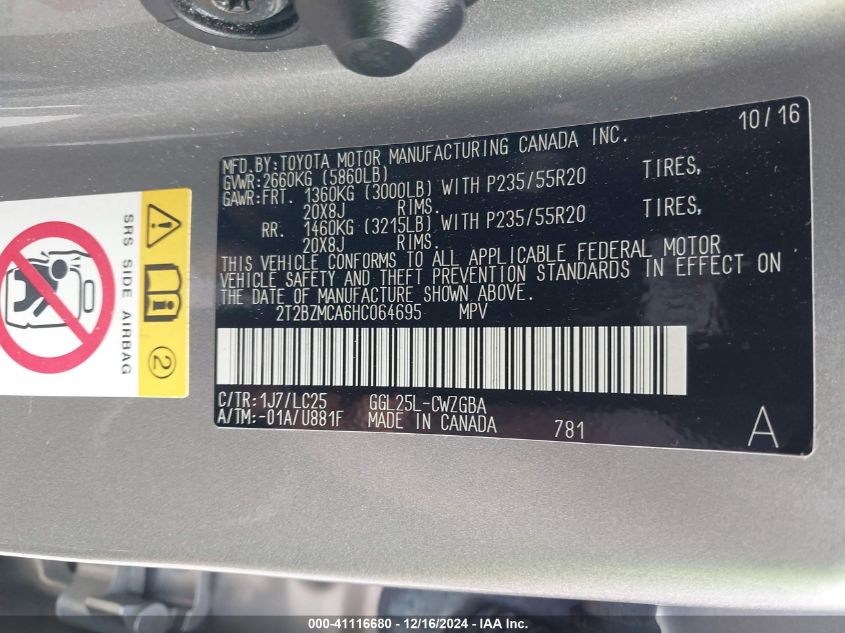 10/16
MFD.BY:TOYOTA MOTOR MANUFACTURING CANADA INC.
GVWR:2660KG (5860LB)
GAWR:FRT. 1360KG (3000LB) WITH P235/55R20 TIRES,
20X8J RIMS.
RR. 1460KG (3215LB) WITH P235/55R20 TIRES,
20X8J RIMS.
THIS VEHICLE CONFORMS TO ALL APPLICABLE FEDERAL MOTOR
VEHICLE SAFETY AND THEFT PREVENTION STANDARDS IN EFFECT ON
THE DATE OF MANUFACTURE SHOWN ABOVE.
2T2BZMCA6HC064695 MPV
C/TR:1J7/LC25 GGL25L-CWZGBA
A/TM:-01A/U881F MADE IN CANADA 781 A
SRS SIDE AIRBAG
2
000-41116680 - 12/16/2024 - IAA Inc.